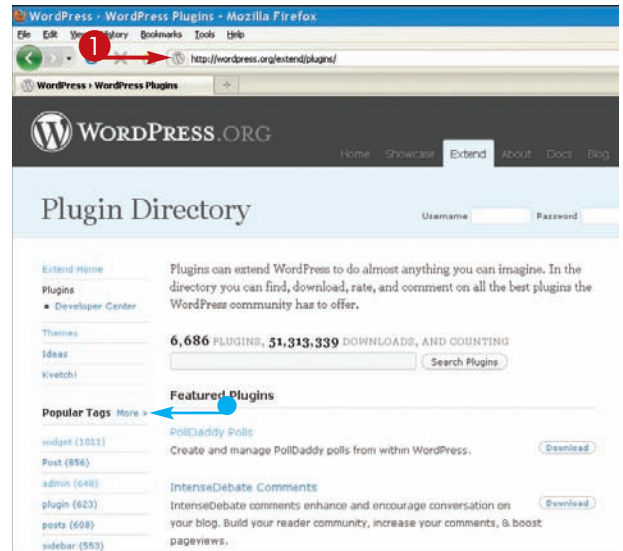 WordPress › WordPress Plugins - Mozilla Firefox
File Edit View History Bookmarks Tools Help
1
http://wordpress.org/extend/plugins/
WordPress › WordPress Plugins
WORDPRESS.ORG
Home Showcase Extend About Docs Blog
Plugin Directory
Username Password
Extend Home
Plugins
Developer Center
Themes
Ideas
Kvetch!
Plugins can extend WordPress to do almost anything you can imagine. In the
directory you can find, download, rate, and comment on all the best plugins the
WordPress community has to offer.
6,686 PLUGINS, 51,313,339 DOWNLOADS, AND COUNTING
Search Plugins
Popular Tags More »
widget (1011)
Post (856)
admin (648)
plugin (623)
posts (608)
sidebar (553)
Featured Plugins
PollDaddy Polls
Create and manage PollDaddy polls from within WordPress.
Download
IntenseDebate Comments
IntenseDebate comments enhance and encourage conversation on
your blog. Build your reader community, increase your comments, & boost
pageviews.
Download